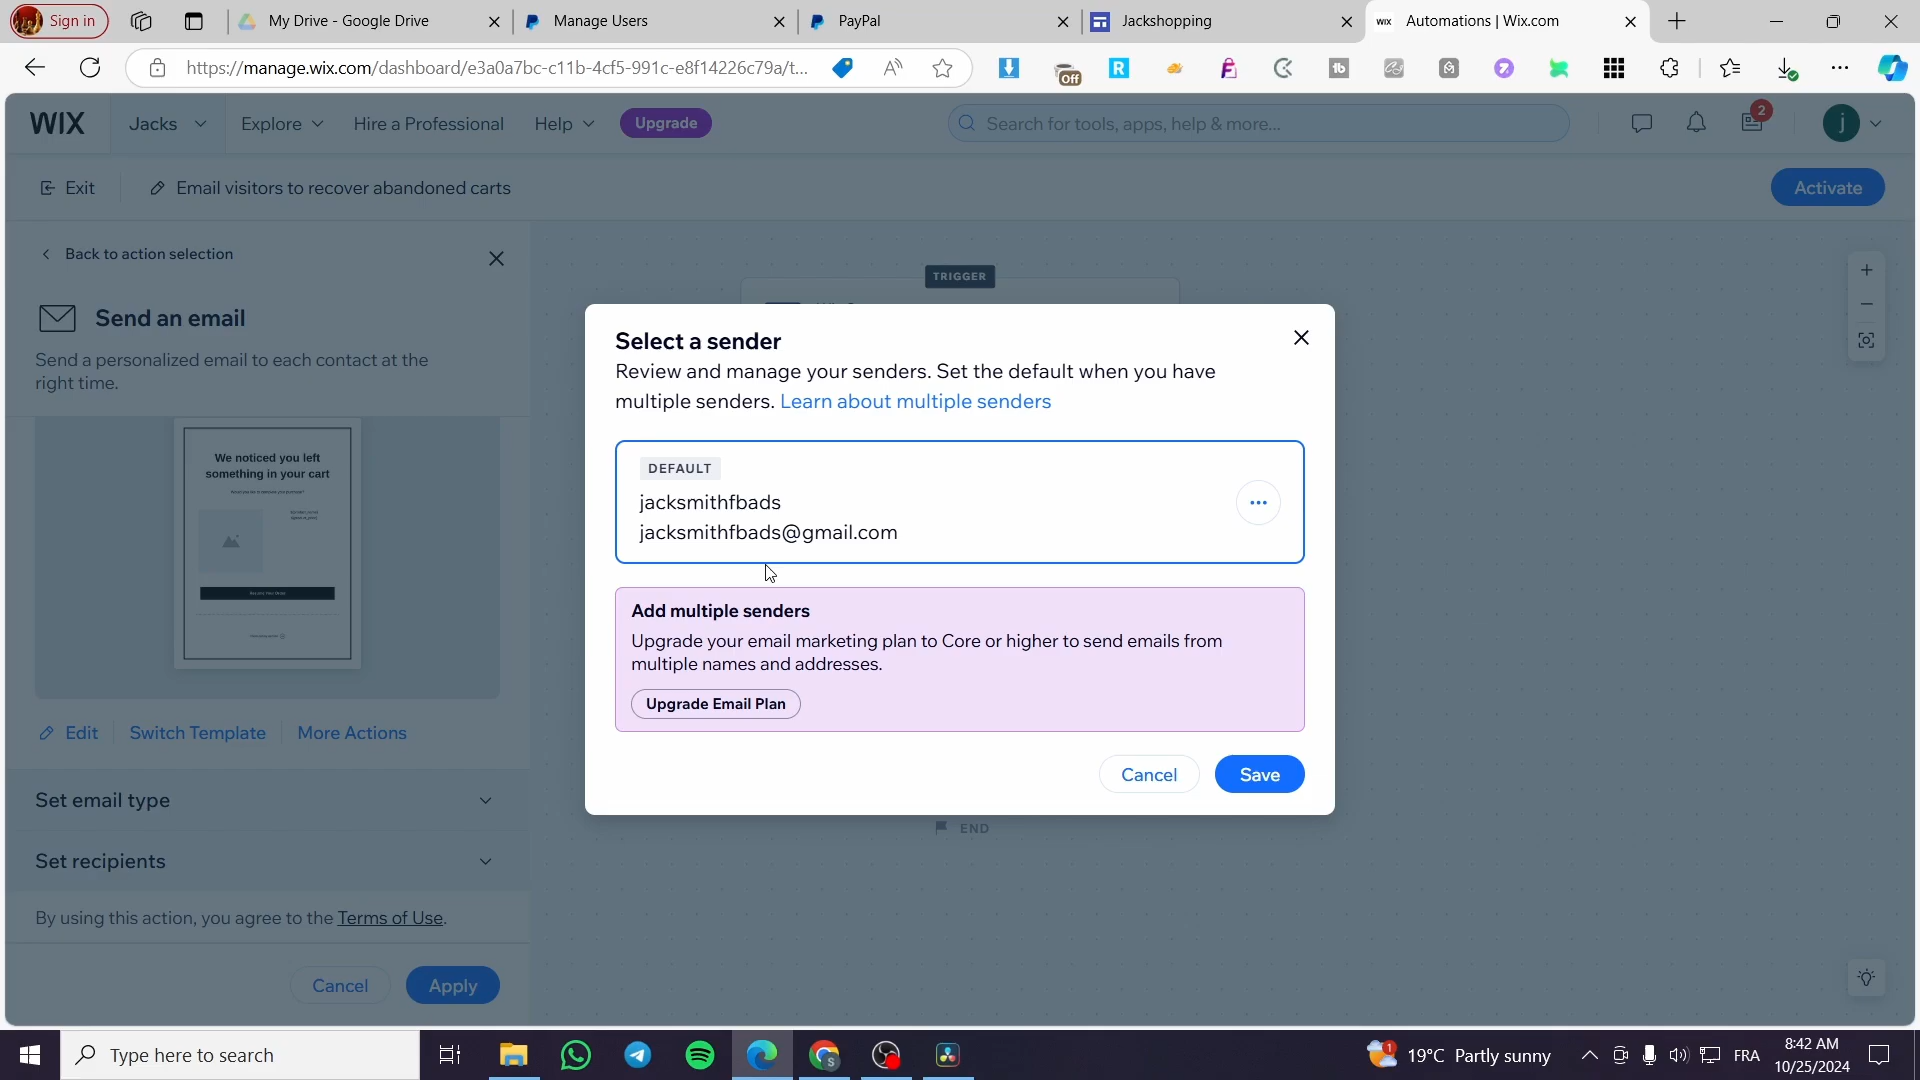 Sign in
My Drive - Google Drive
Manage Users
PayPal
Jackshopping
WIX
Automations | Wix.com
https://manage.wix.com/dashboard/e3a0a7bc-c11b-4cf5-991c-e8f14226c79a/t...
Off
WIX
Jacks
Explore
Hire a Professional
Help
Upgrade
Search for tools, apps, help & more...
2
j
Exit
Email visitors to recover abandoned carts
Activate
Back to action selection
Send an email
Send a personalized email to each contact at the
right time.
We noticed you left
something in your cart
Edit
Switch Template
More Actions
Set email type
Set recipients
By using this action, you agree to the Terms of Use.
Cancel
Apply
TRIGGER
Select a sender
Review and manage your senders. Set the default when you have
multiple senders. Learn about multiple senders
DEFAULT
jacksmithfbads
jacksmithfbads@gmail.com
Add multiple senders
Upgrade your email marketing plan to Core or higher to send emails from
multiple names and addresses.
Upgrade Email Plan
Cancel
Save
END
Type here to search
1
19°C Partly sunny
FRA
8:42 AM
10/25/2024